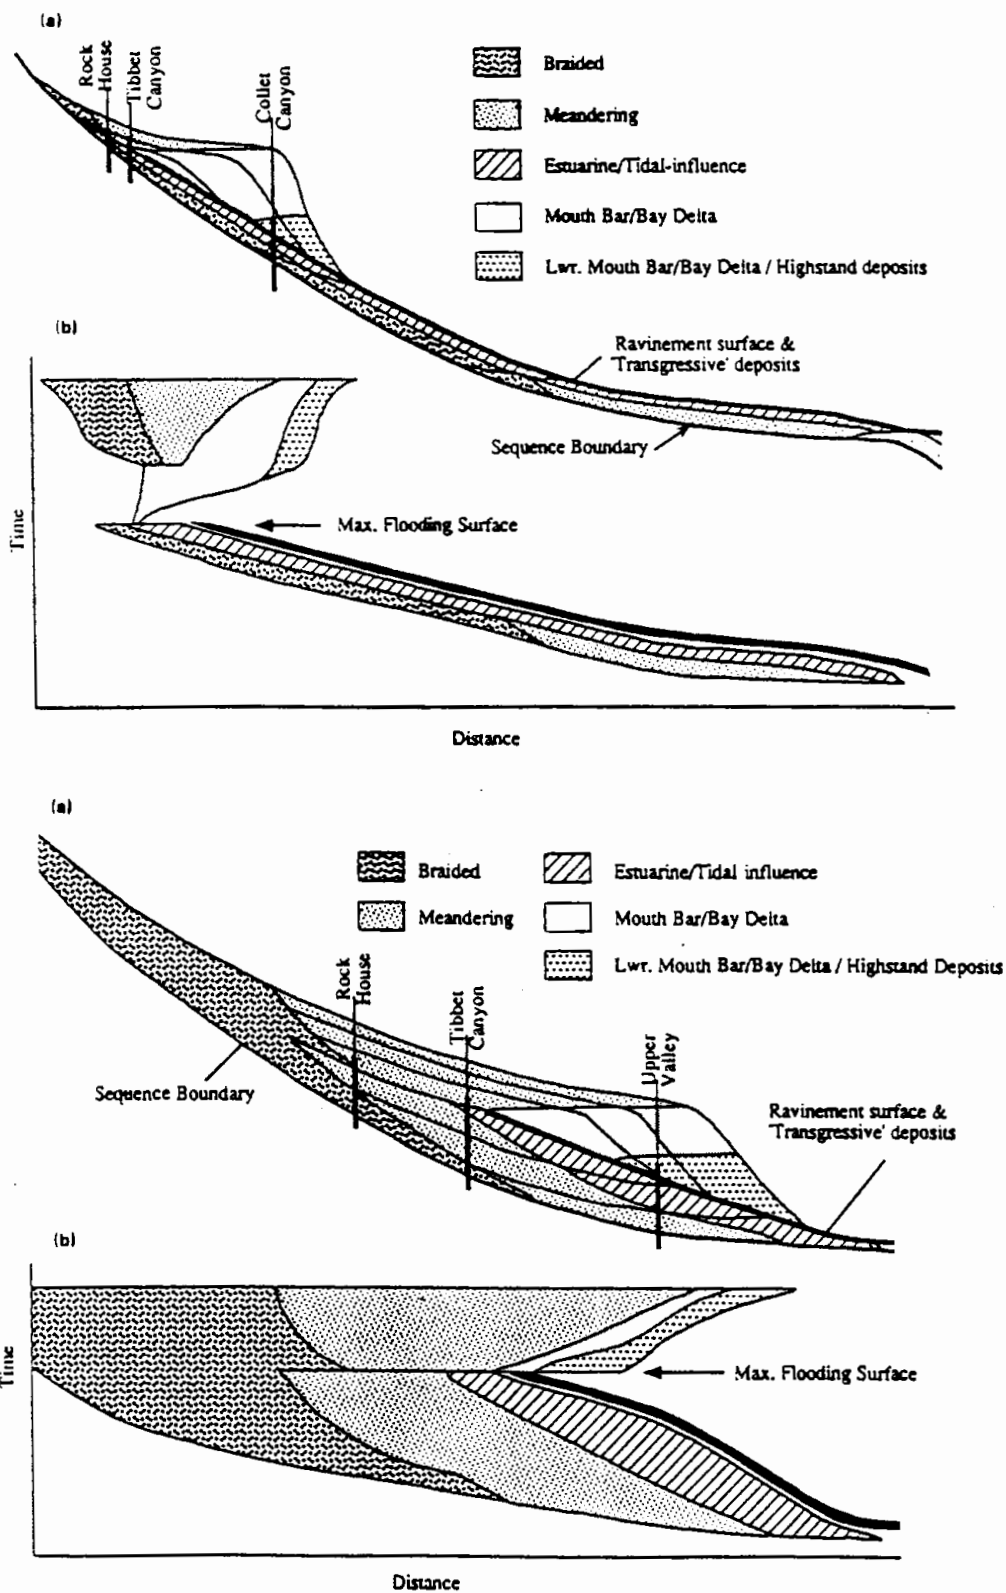 (a)
Rock
House
Tibbet
Canyon
Collet
Canyon
Braided
Meandering
Estuarine/Tidal-influence
Mouth Bar/Bay Delta
Lwr. Mouth Bar/Bay Delta / Highstand deposits
Ravinement surface &
'Transgressive' deposits
Sequence Boundary
(b)
Time
Max. Flooding Surface
Distance
(a)
Braided
Meandering
Estuarine/Tidal influence
Mouth Bar/Bay Delta
Lwr. Mouth Bar/Bay Delta / Highstand Deposits
Rock
House
Tibbet
Canyon
Upper
Valley
Sequence Boundary
Ravinement surface &
'Transgressive' deposits
(b)
Time
Max. Flooding Surface
Distance